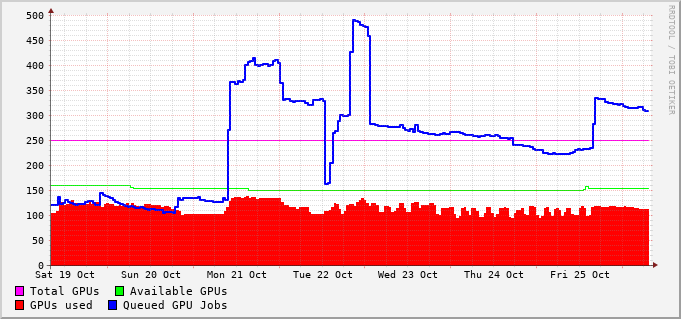 500
450
400
350
300
250
200
150
100
50
0
Sat 19 Oct Sun 20 Oct Mon 21 Oct Tue 22 Oct Wed 23 Oct Thu 24 Oct Fri 25 Oct
Total GPUs Available GPUs
GPUs used Queued GPU Jobs
RRDTOOL / TOBI OETIKER